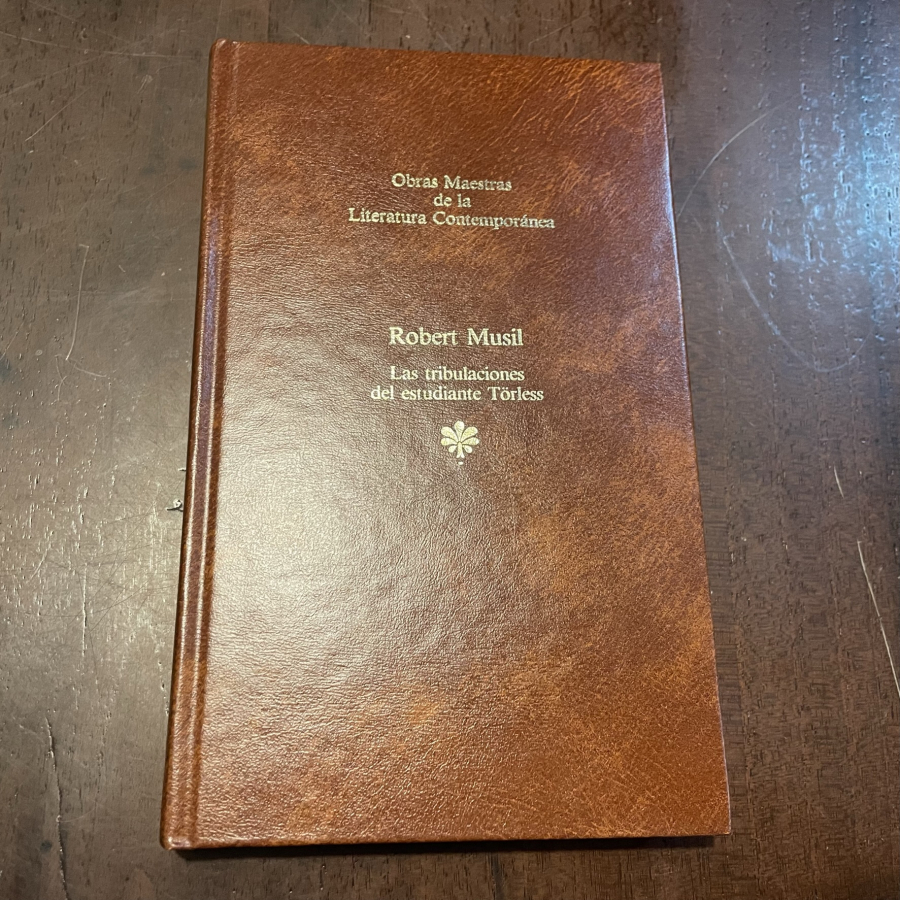 Obras Maestras
de la
Literatura Contemporánea
Robert Musil
Las tribulaciones
del estudiante Törless